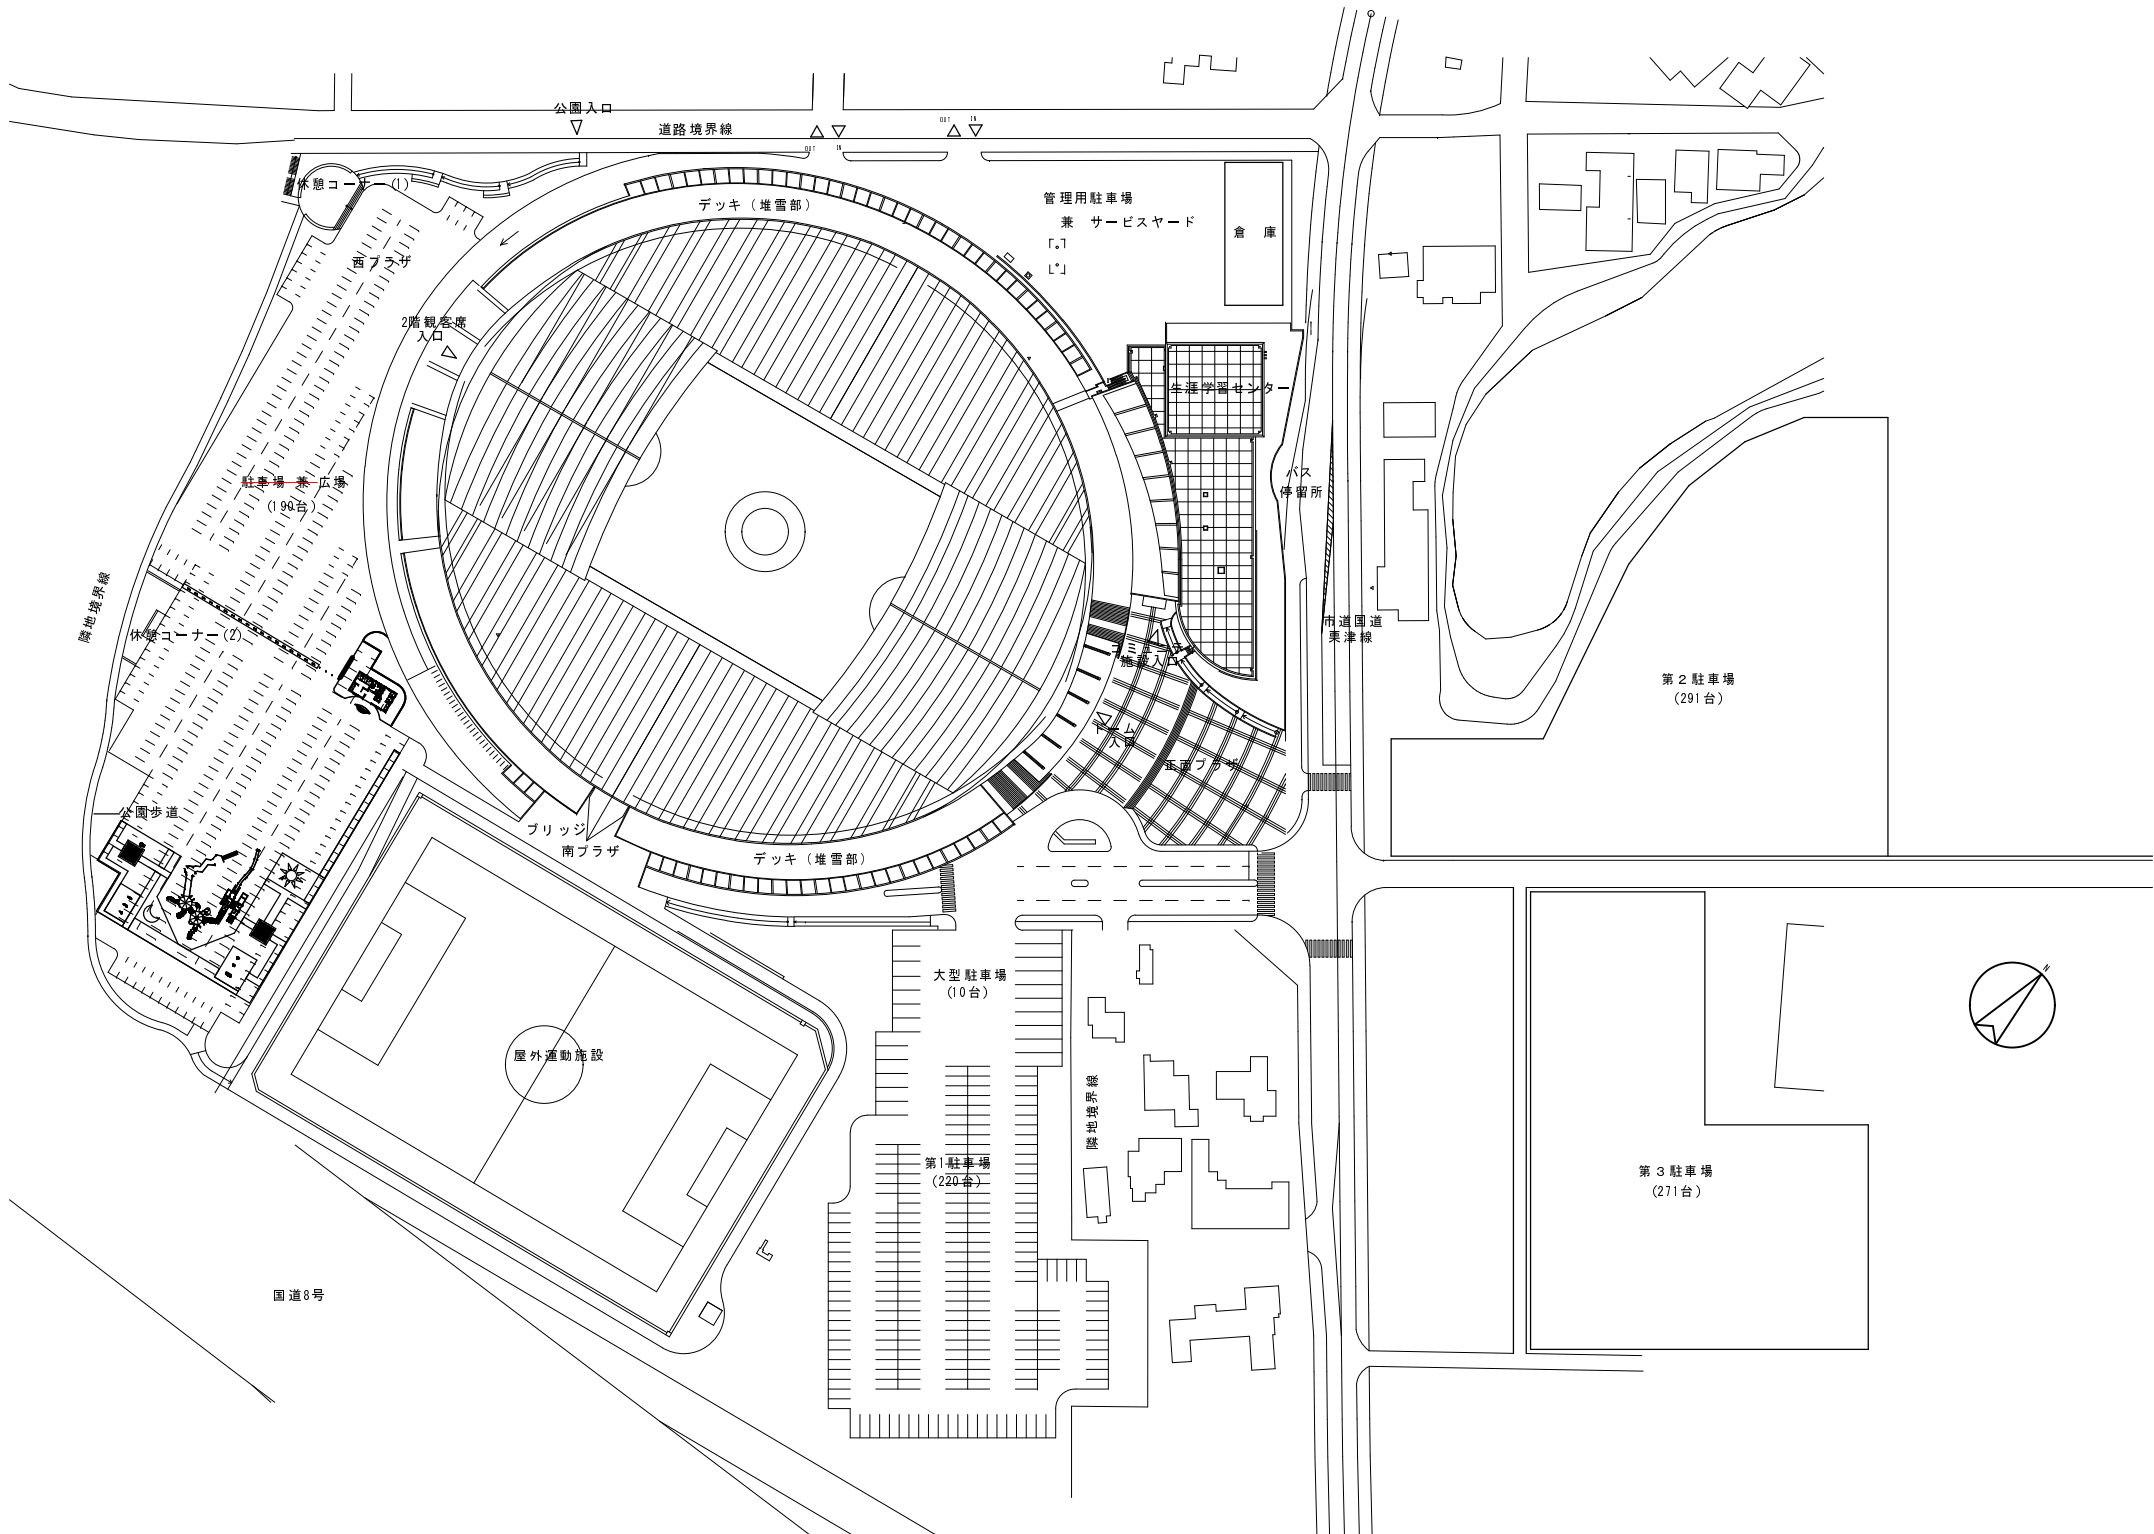 公園入口
道路境界線
OUT
IN
OUT
IN
休憩コーナー(1)
デッキ（堆雪部）
管理用駐車場
兼　サービスヤード
倉　庫
西プラザ
2階観客席
入口
生涯学習センター
バス
停留所
駐車場 兼 広場
(190台)
隣地境界線
休憩コーナー(2)
市道国道
栗津線
施設入口
第２駐車場
(291台)
ドーム
入口
正面プラザ
公園歩道
ブリッジ
南プラザ
デッキ（堆雪部）
大型駐車場
(10台)
N
屋外運動施設
隣地境界線
第1駐車場
(220台)
第３駐車場
(271台)
国道8号